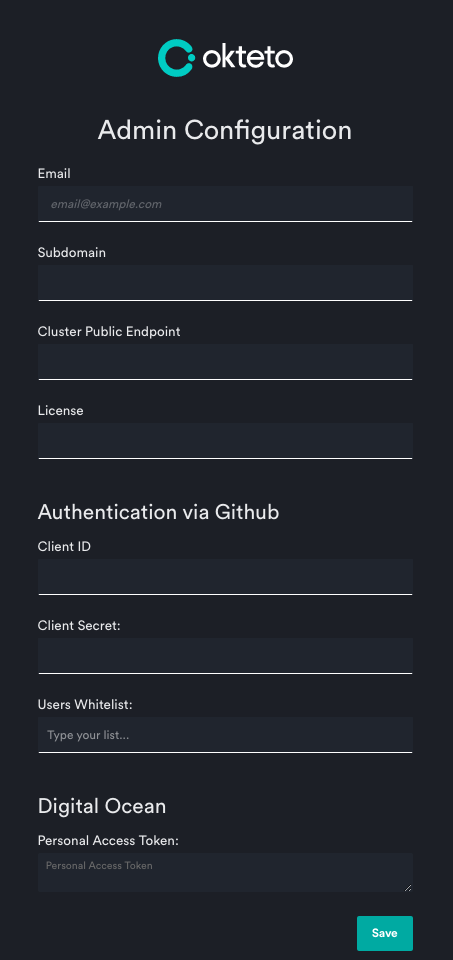 okteto
Admin Configuration
Email
email@example.com
Subdomain
Cluster Public Endpoint
License
Authentication via Github
Client ID
Client Secret:
Users Whitelist:
Type your list...
Digital Ocean
Personal Access Token:
Personal Access Token
Save